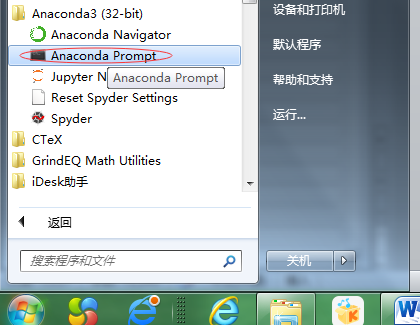 Anaconda3 (32-bit)
Anaconda Navigator
Anaconda Prompt
Jupyter N
Anaconda Prompt
Reset Spyder Settings
Spyder
CTeX
GrindEQ Math Utilities
iDesk助手
返回
搜索程序和文件
设备和打印机
默认程序
帮助和支持
运行...
关机